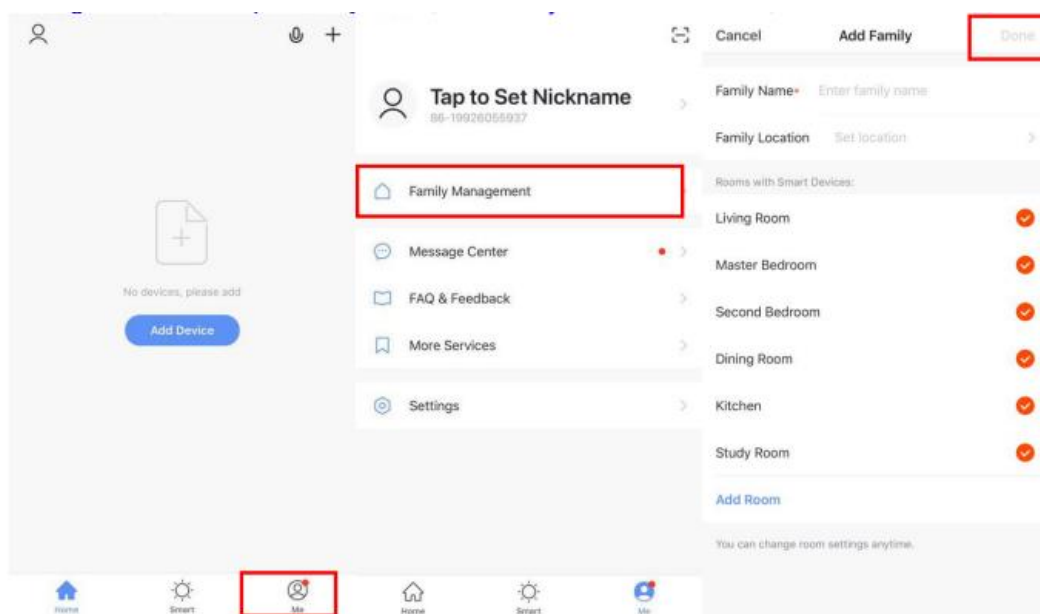 No devices, please add
Add Device
Home
Smart
Me
Tap to Set Nickname
86-19926055937
Family Management
Message Center
FAQ & Feedback
More Services
Settings
Home
Smart
Me
Cancel
Add Family
Done
Family Name*
Enter family name
Family Location
Set location
Rooms with Smart Devices:
Living Room
Master Bedroom
Second Bedroom
Dining Room
Kitchen
Study Room
Add Room
You can change room settings anytime.